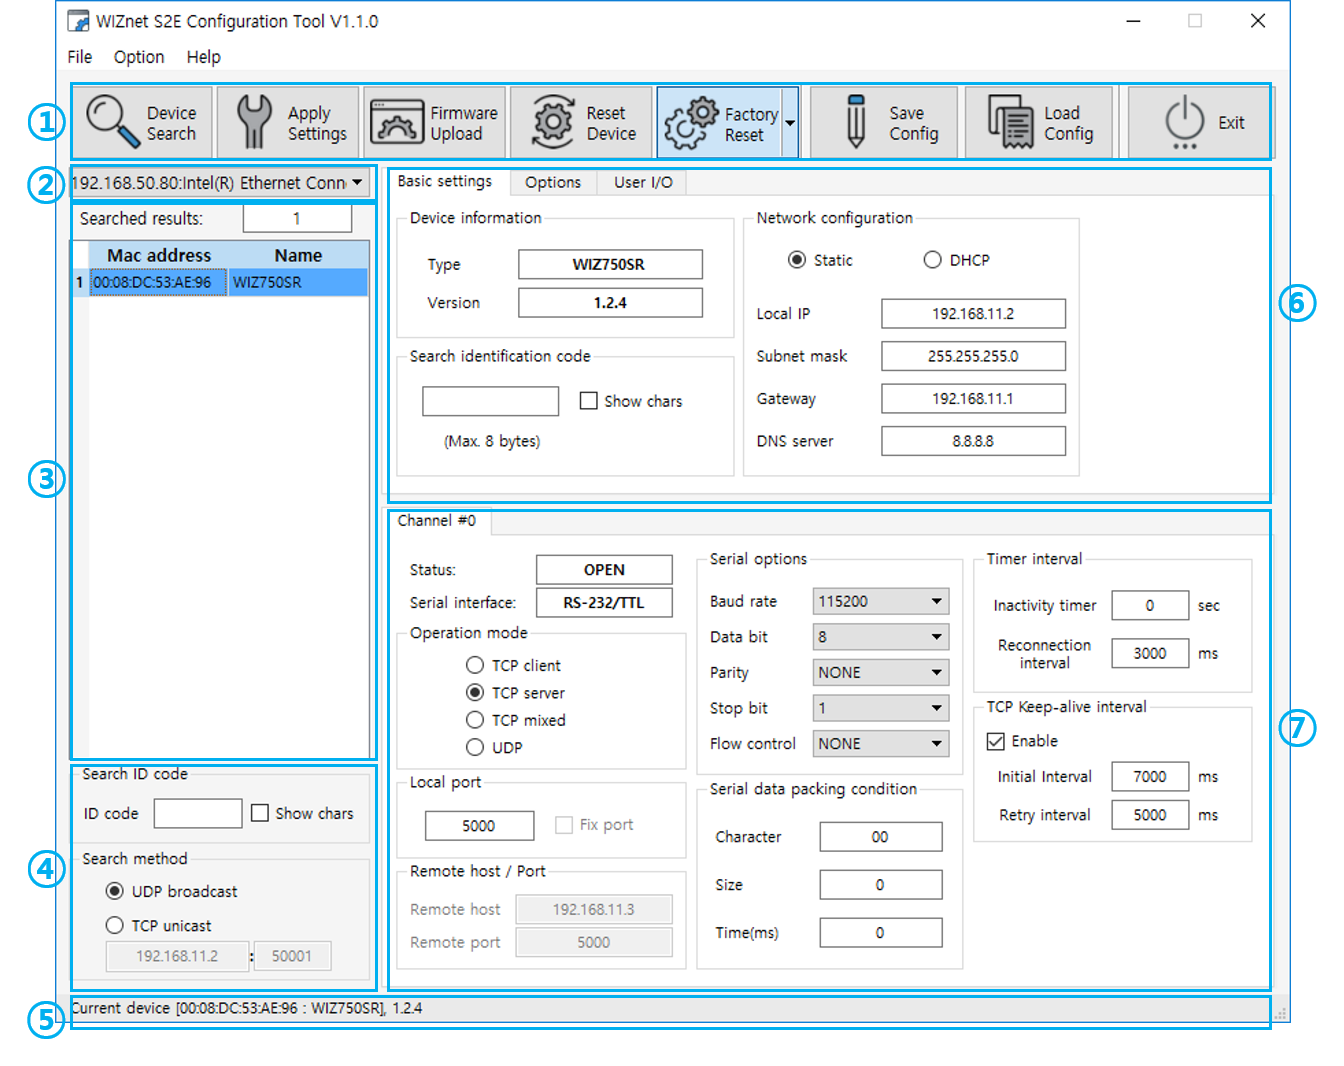 WIZnet S2E Configuration Tool V1.1.0
File Option Help
①
Device Search
Apply Settings
Firmware Upload
Reset Device
Factory Reset
Save Config
Load Config
Exit
②
192.168.50.80:Intel(R) Ethernet Conn
③
Searched results: 1
Mac address Name
1 00:08:DC:53:AE:96 WIZ750SR
④
Search ID code
ID code Show chars
Search method
UDP broadcast
TCP unicast
192.168.11.2 : 50001
⑤
Current device [00:08:DC:53:AE:96 : WIZ750SR], 1.2.4
⑥
Basic settings Options User I/O
Device information
Type WIZ750SR
Version 1.2.4
Search identification code
Show chars
(Max. 8 bytes)
Network configuration
Static DHCP
Local IP 192.168.11.2
Subnet mask 255.255.255.0
Gateway 192.168.11.1
DNS server 8.8.8.8
⑦
Channel #0
Status: OPEN
Serial interface: RS-232/TTL
Operation mode
TCP client
TCP server
TCP mixed
UDP
Local port
5000 Fix port
Remote host / Port
Remote host 192.168.11.3
Remote port 5000
Serial options
Baud rate 115200
Data bit 8
Parity NONE
Stop bit 1
Flow control NONE
Serial data packing condition
Character 00
Size 0
Time(ms) 0
Timer interval
Inactivity timer 0 sec
Reconnection interval 3000 ms
TCP Keep-alive interval
Enable
Initial Interval 7000 ms
Retry interval 5000 ms